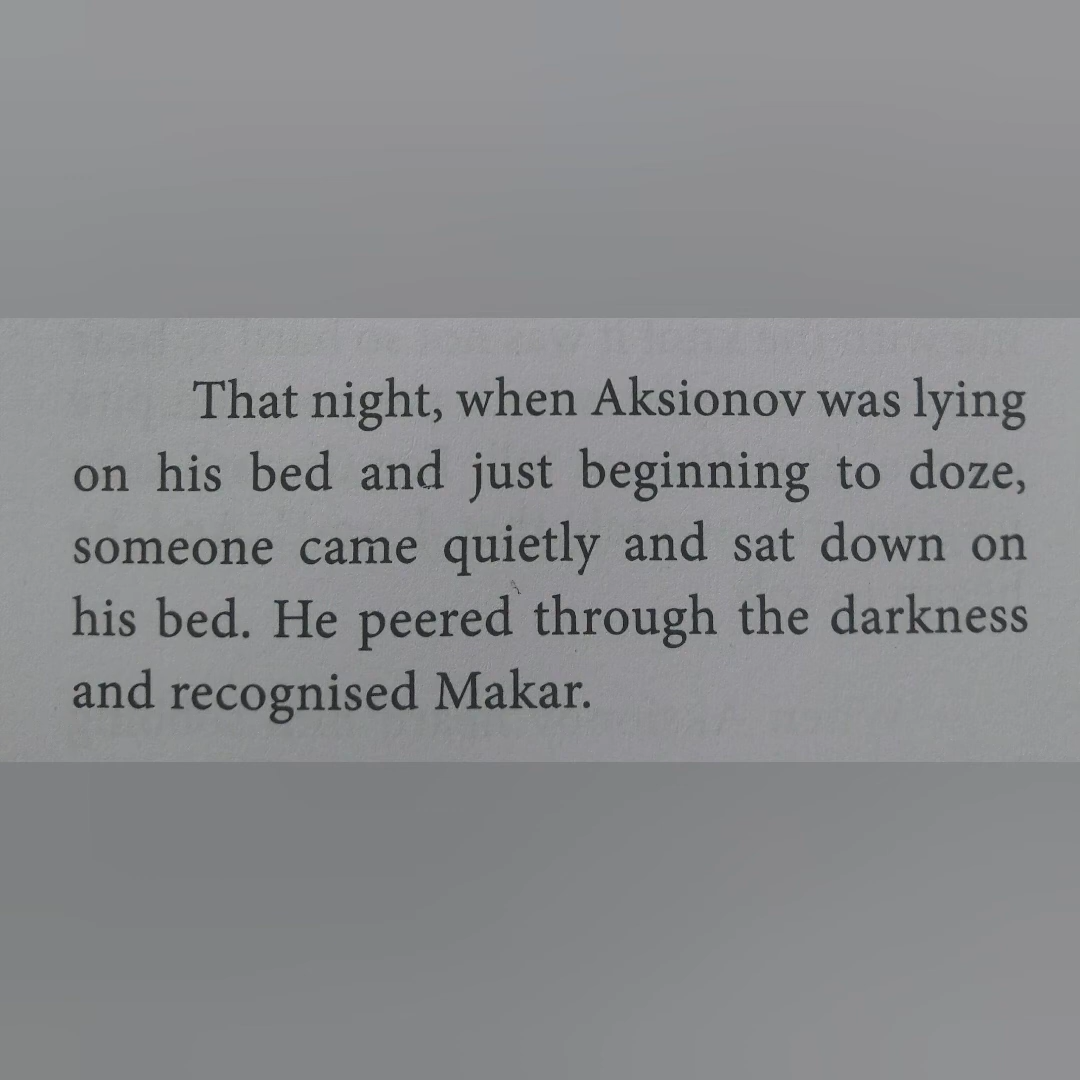 That night, when Aksionov was lying
on his bed and just beginning to doze,
someone came quietly and sat down on
his bed. He peered through the darkness
and recognised Makar.